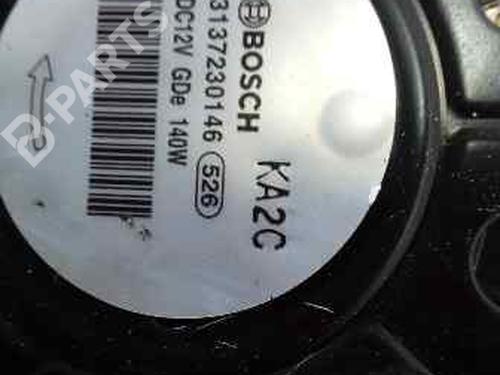 BOSCH
3137230146 526
DC12V GDe 140W
KA2C
B-PARTS